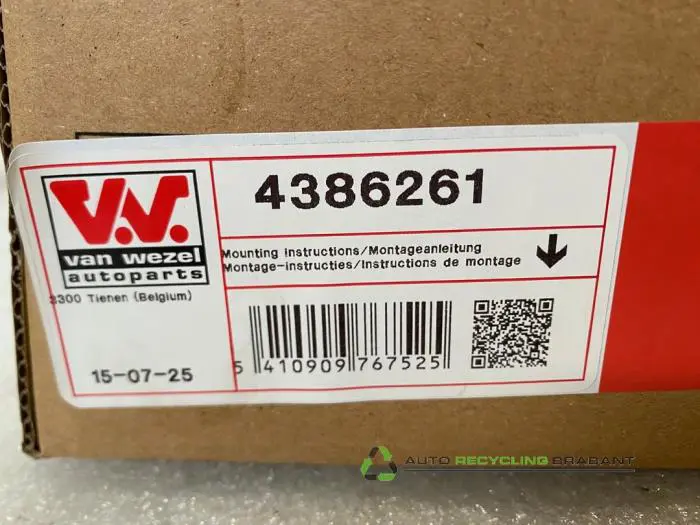 V.V.
van wezel
autoparts
3300 Tienen (Belgium)
15-07-25
4386261
Mounting instructions/Montageanleitung
Montage-instructies/Instructions de montage
5 410909 767525
AUTO RECYCLING BRABANT